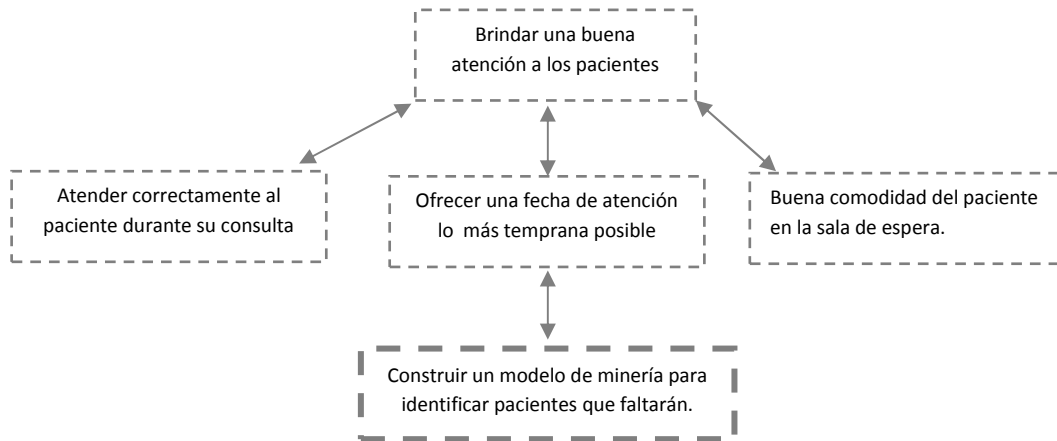 Brindar una buena
atención a los pacientes
Atender correctamente al
paciente durante su consulta
Ofrecer una fecha de atención
lo más temprana posible
Buena comodidad del paciente
en la sala de espera.
Construir un modelo de minería para
identificar pacientes que faltarán.